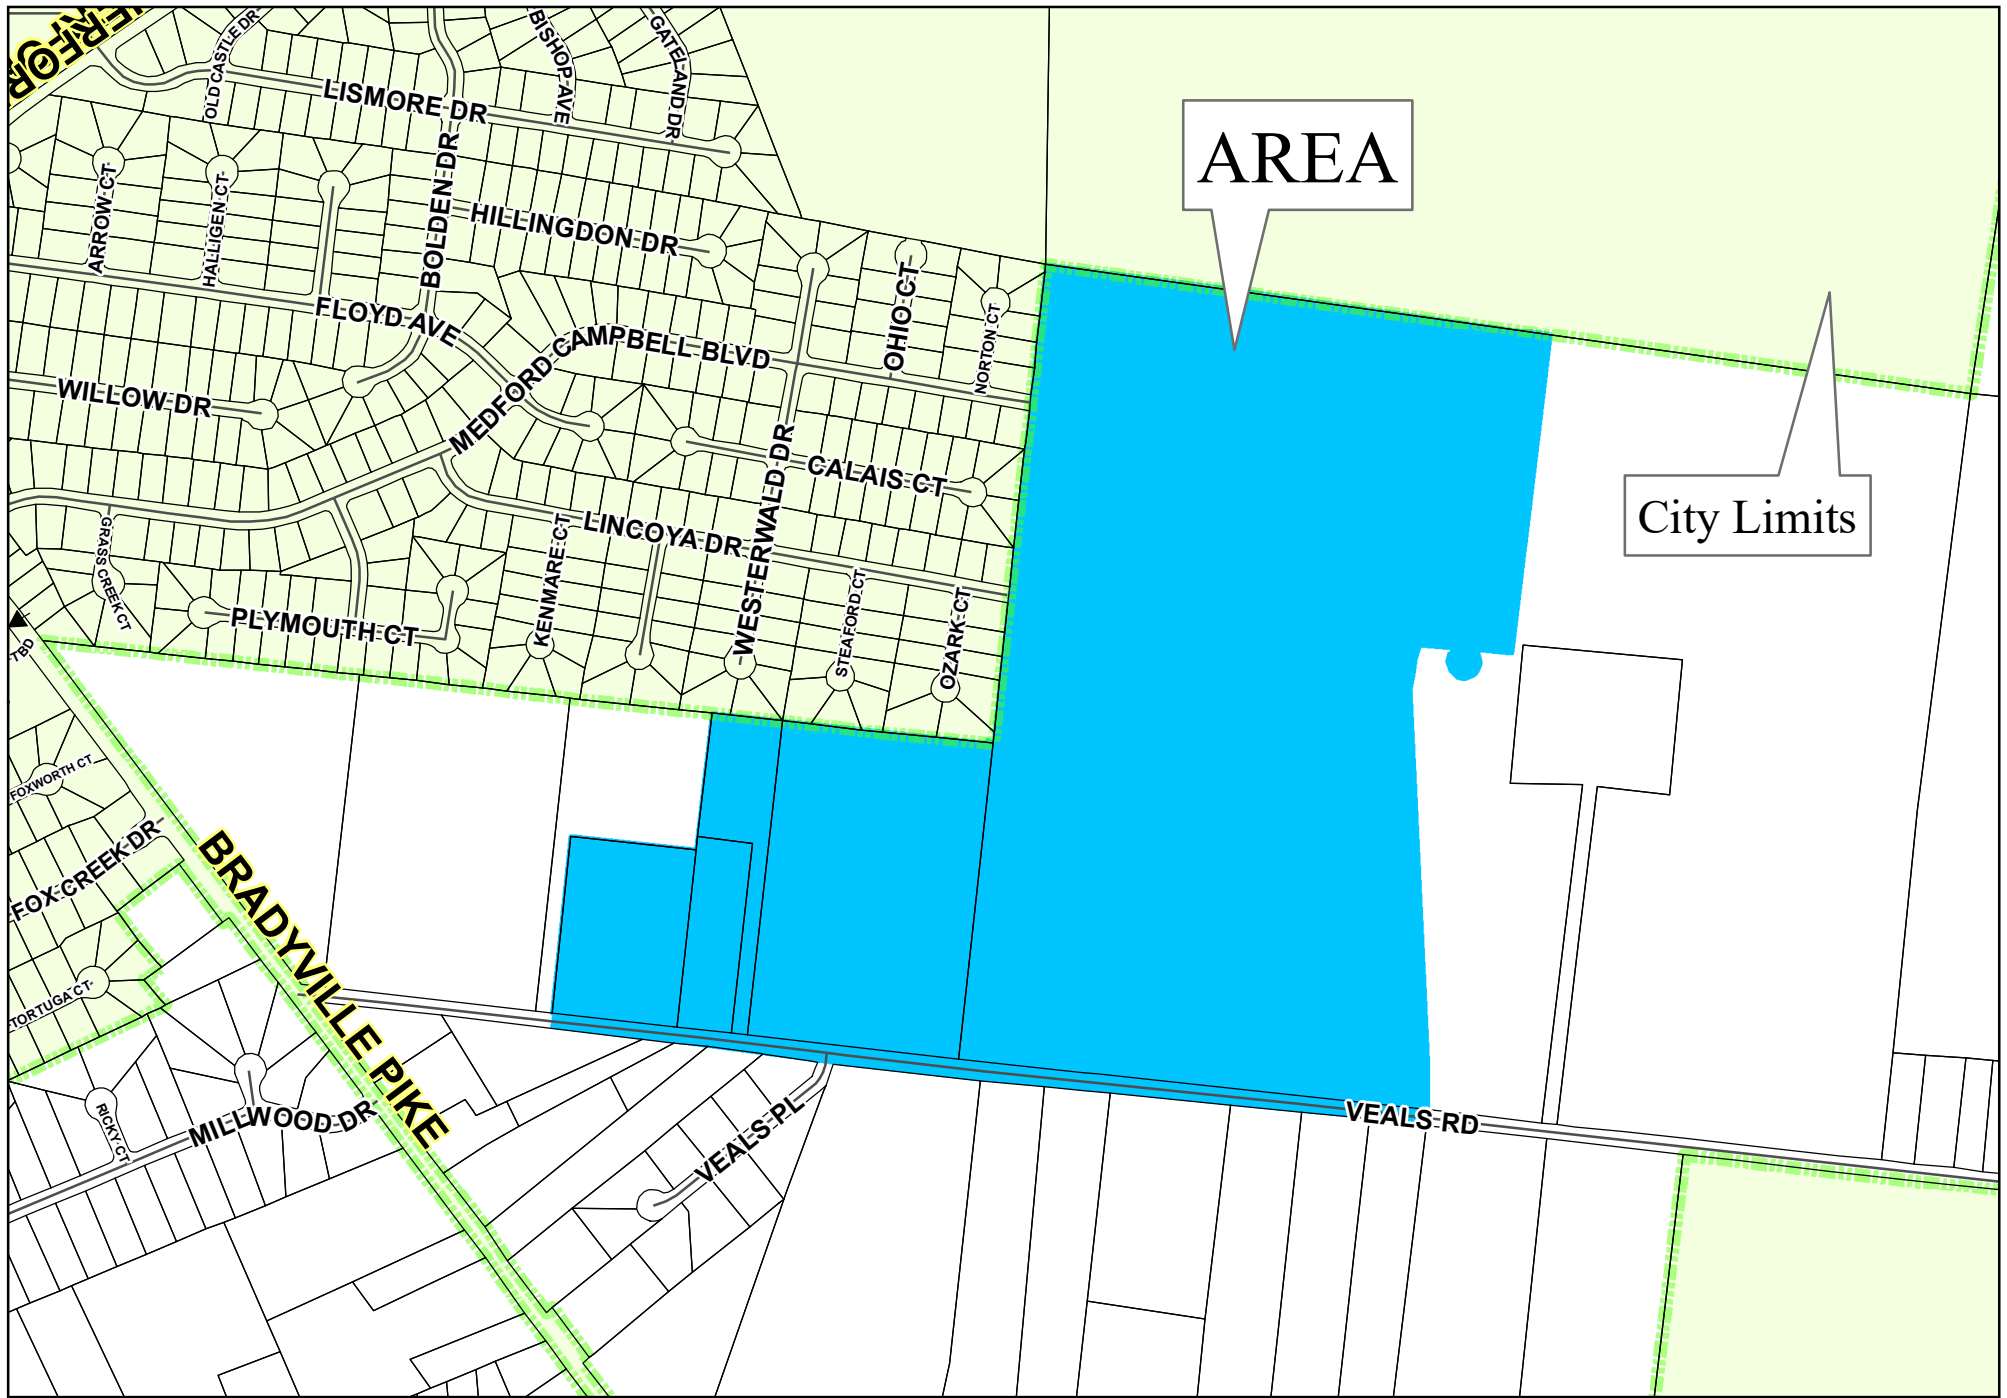 OLD CASTLE DR
BISHOP AVE
GATELAND DR
LISMORE DR
BOLDEN DR
ARROW CT
HALLIGEN CT
HILLINGDON DR
FLOYD AVE
MEDFORD CAMPBELL BLVD
OHIO CT
NORTON CT
WILLOW DR
WESTERWALD DR
CALAIS CT
LINCOYA DR
KENMARE CT
GRASS CREEK CT
PLYMOUTH CT
STEAFORD CT
OZARK CT
TBD
FOXWORTH CT
FOX CREEK DR
TORTUGA CT
BRADYVILLE PIKE
RICKY CT
MILLWOOD DR
VEALS PL
VEALS RD
AREA
City Limits